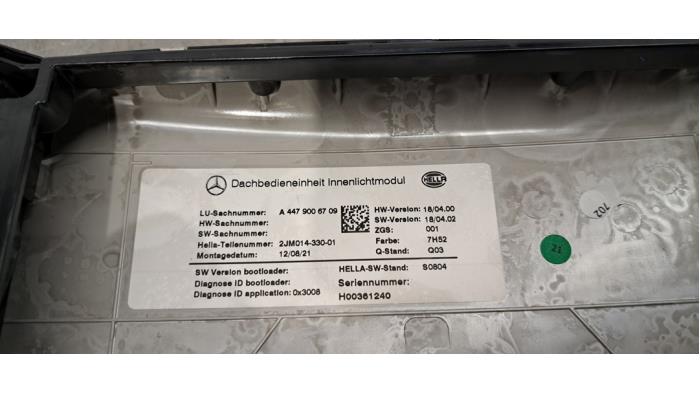 Dachbedieneinheit Innenlichtmodul HELLA
LU-Sachnummer: A 447 900 67 09 HW-Version: 18/04.00
HW-Sachnummer: SW-Version: 18/04.02
SW-Sachnummer: ZGS: 001
Hella-Teilenummer: 2JM014-330-01 Farbe: 7H52
Montagedatum: 12/08/21 Q-Stand: Q03
SW Version bootloader: HELLA-SW-Stand: S0804
Diagnose ID bootloader: Seriennummer:
Diagnose ID application: 0x3008 H00361240
702
21